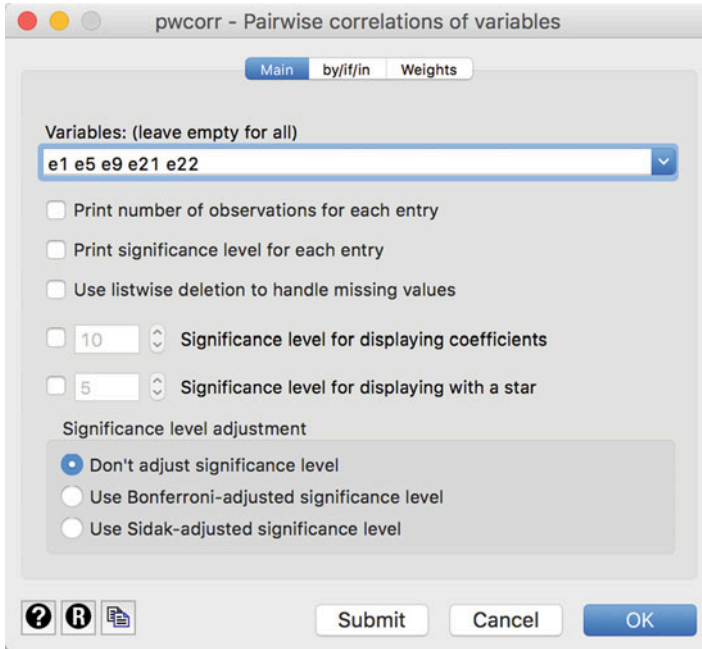 pwcorr - Pairwise correlations of variables
Main by/if/in Weights
Variables: (leave empty for all)
e1 e5 e9 e21 e22
Print number of observations for each entry
Print significance level for each entry
Use listwise deletion to handle missing values
10 Significance level for displaying coefficients
5 Significance level for displaying with a star
Significance level adjustment
Don't adjust significance level
Use Bonferroni-adjusted significance level
Use Sidak-adjusted significance level
? R Submit Cancel OK